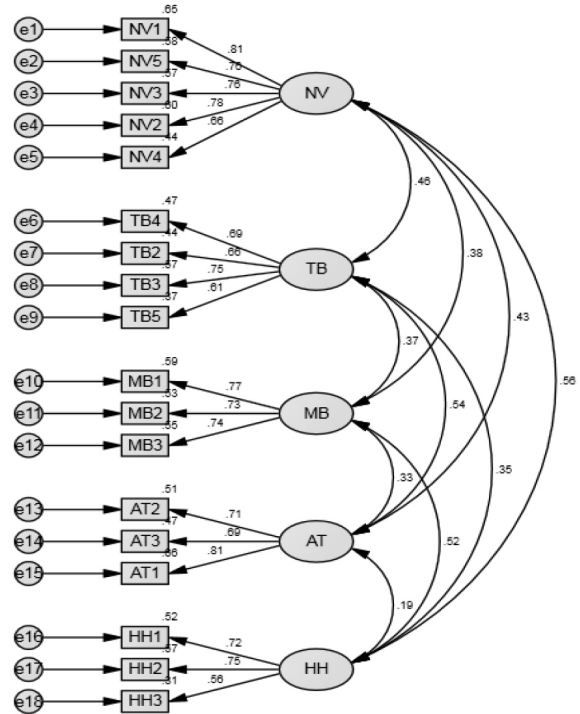 .65
e1 NV1 .81
.58
e2 NV5 .76
.57
e3 NV3 .76 NV
.60
e4 NV2 .78
.44
e5 NV4 .66
.46
.47
e6 TB4 .69
.44
e7 TB2 .66
.38
.57
TB
e8 TB3 .75
.37
e9 TB5 .61
.43
.37
.59
e10 MB1 .77
.56
.54
.53
e11 MB2 .73 MB
.55
e12 MB3 .74
.35
.33
.51
e13 AT2 .71
.47
e14 AT3 .69 AT
.52
.66
e15 AT1 .81
.19
.52
e16 HH1 .72
.57
e17 HH2 .75 HH
.31
e18 HH3 .56